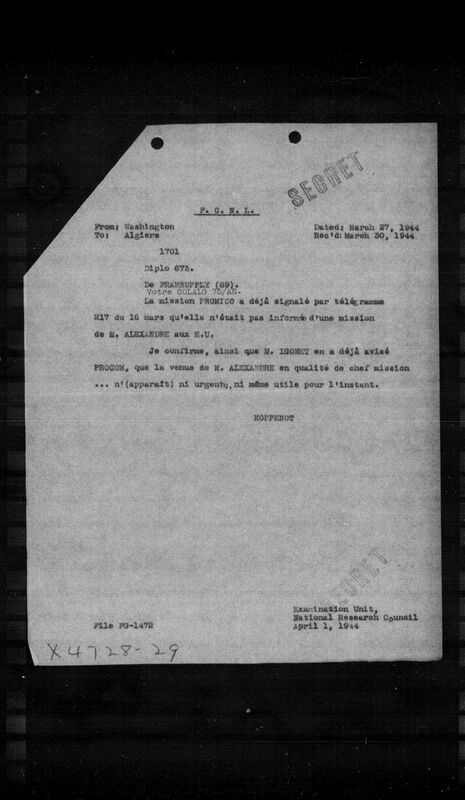 SECRET
F. C. N. L.
From: Washington Dated: March 27, 1944
To: Algiers Rec'd: March 30, 1944
1701
Diplo 675.
De FRANSUPPLY (69).
Votre COLALO 75/AR.
La mission PROMICO a déjà signalé par télégramme
217 du 16 mars qu'elle n'était pas informée d'une mission
de M. ALEXANDRE aux E.U.
Je confirme, ainsi que M. IGONET en a déjà avisé
PROCOM, que la venue de M. ALEXANDRE en qualité de chef mission
... n'(apparaît) ni urgente, ni même utile pour l'instant.
HOPPENOT
SECRET
Examination Unit,
National Research Council
File FG-1472 April 1, 1944
X4728-29